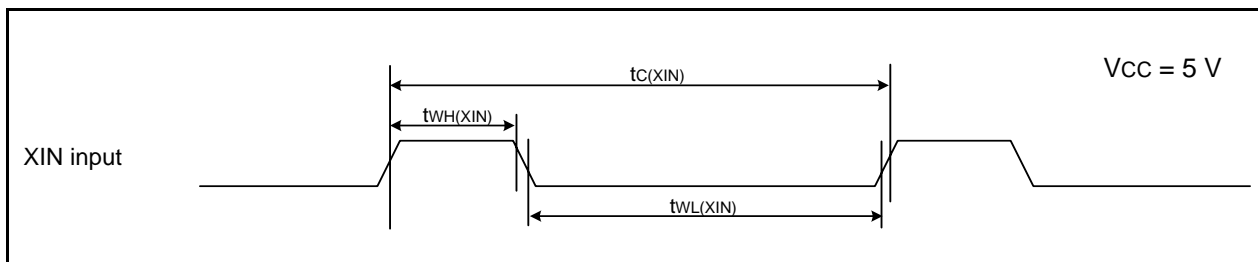 tC(XIN)
VCC = 5 V
tWH(XIN)
XIN input
tWL(XIN)